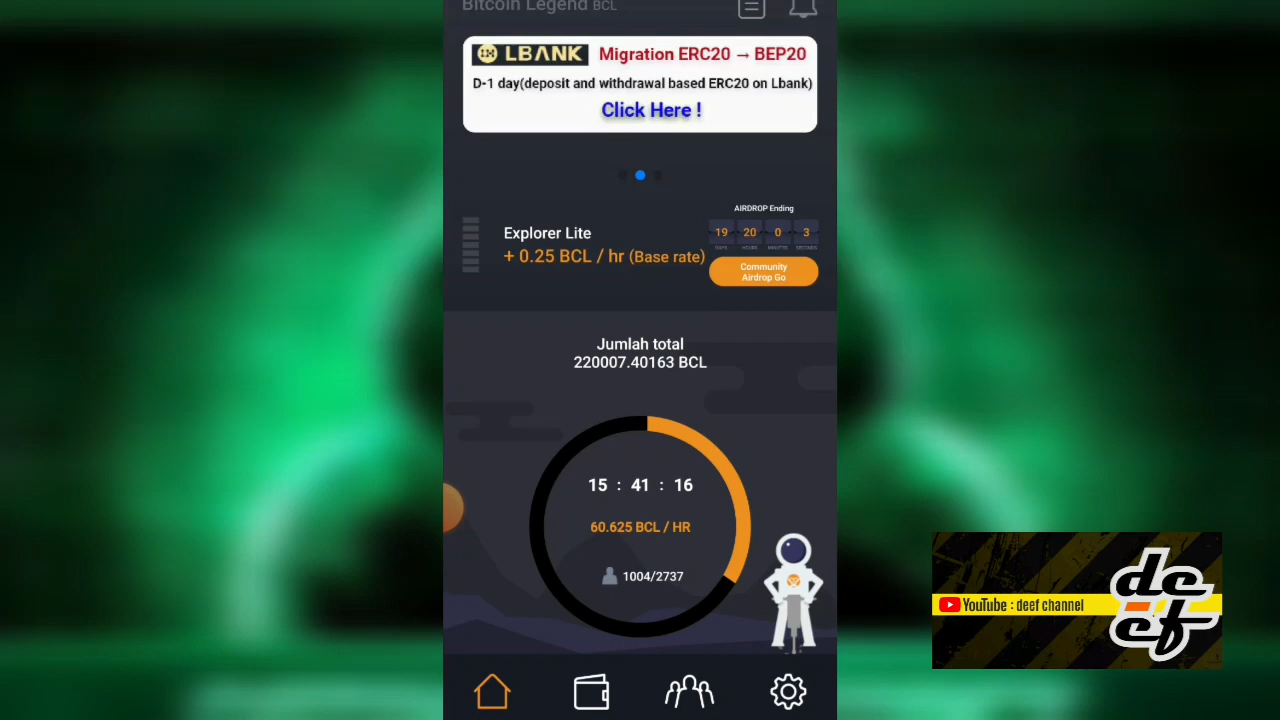 Bitcoin Legend BCL
LBANK Migration ERC20 → BEP20
D-1 day(deposit and withdrawal based ERC20 on Lbank)
Click Here !
AIRDROP Ending
19 20 0 3
DAYS HOURS MINUTES SECONDS
Explorer Lite
+ 0.25 BCL / hr (Base rate)
Community
Airdrop Go
Jumlah total
220007.40163 BCL
15 : 41 : 16
60.625 BCL / HR
1004/2737
YouTube : deef channel
deef